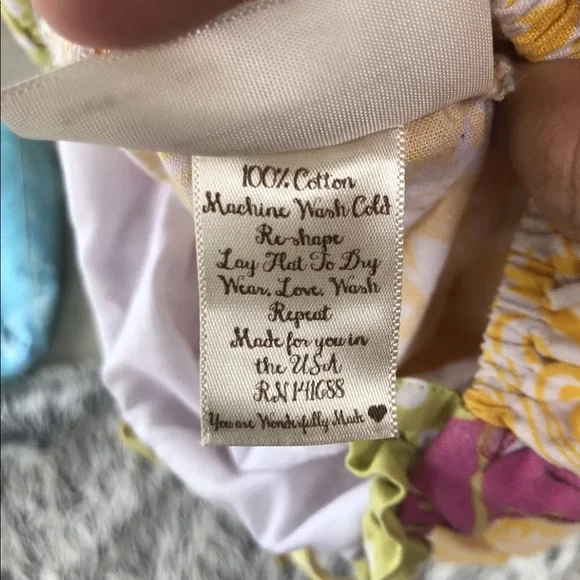 100% Cotton
Machine Wash Cold
Re-shape
Lay Flat To Dry
Wear, Love, Wash
Repeat
Made for you in
the USA
RN 141688
You are Wonderfully Made ♥